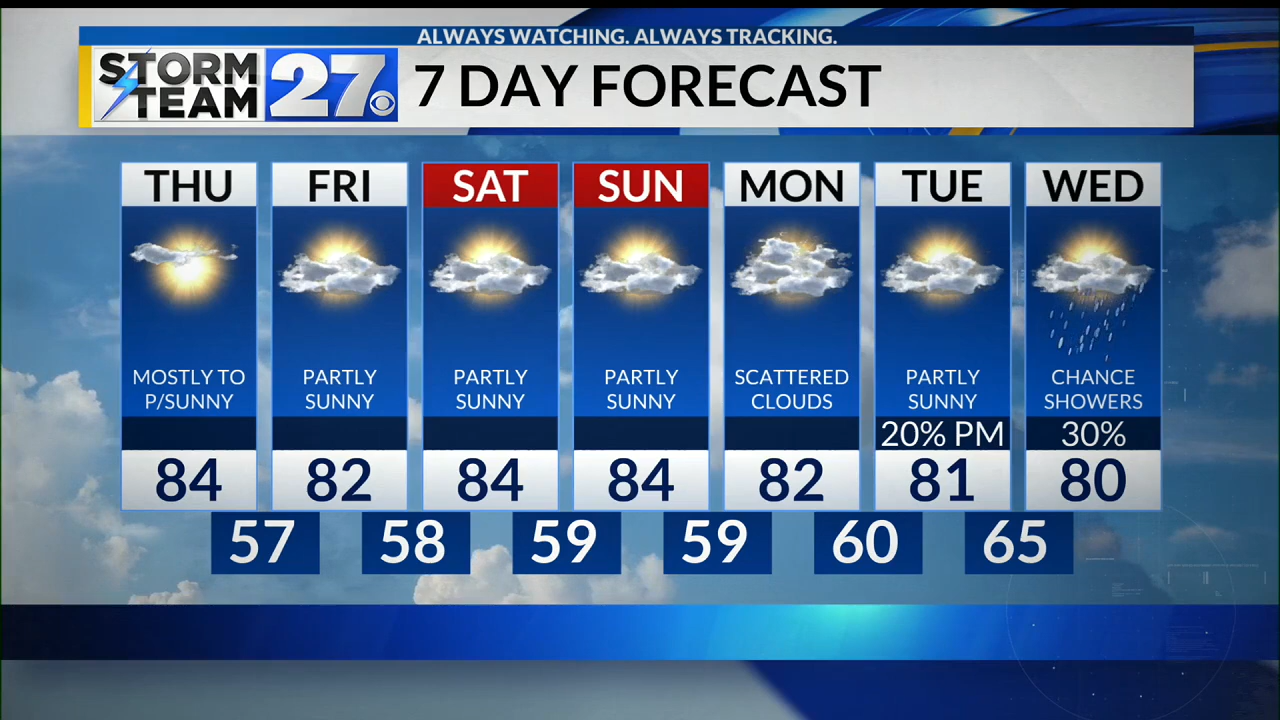 ALWAYS WATCHING. ALWAYS TRACKING.
STORM
TEAM
27
7 DAY FORECAST
THU
FRI
SAT
SUN
MON
TUE
WED
MOSTLY TO
P/SUNNY
PARTLY
SUNNY
PARTLY
SUNNY
PARTLY
SUNNY
SCATTERED
CLOUDS
PARTLY
SUNNY
CHANCE
SHOWERS
20% PM
30%
84
82
84
84
82
81
80
57
58
59
59
60
65